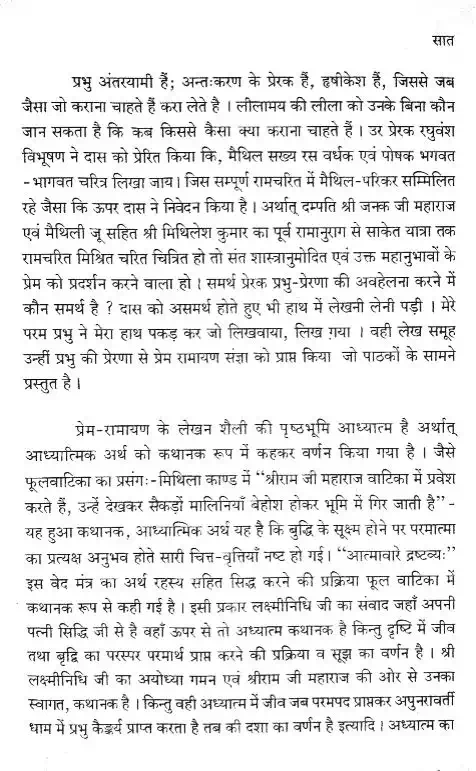 सात
प्रभु अंतरयामी हैं; अन्तःकरण के प्रेरक हैं, हृषीकेश हैं, जिससे जब
जैसा जो कराना चाहते हैं करा लेते है । लीलामय की लीला को उनके बिना कौन
जान सकता है कि कब किससे कैसा क्या कराना चाहते हैं । उर प्रेरक रघुवंश
विभूषण ने दास को प्रेरित किया कि, मैथिल सख्य रस वर्धक एवं पोषक भगवत
-भागवत चरित्र लिखा जाय। जिस सम्पूर्ण रामचरित में मैथिल-परिकर सम्मिलित
रहे जैसा कि ऊपर दास ने निवेदन किया है । अर्थात् दम्पति श्री जनक जी महाराज
एवं मैथिली जू सहित श्री मिथिलेश कुमार का पूर्व रामानुराग से साकेत यात्रा तक
रामचरित मिश्रित चरित चित्रित हो तो संत शास्त्रानुमोदित एवं उक्त महानुभावों के
प्रेम को प्रदर्शन करने वाला हो । समर्थ प्रेरक प्रभु-प्रेरणा की अवहेलना करने में
कौन समर्थ है ? दास को असमर्थ होते हुए भी हाथ में लेखनी लेनी पड़ी । मेरे
परम प्रभु ने मेरा हाथ पकड़ कर जो लिखवाया, लिख गया । वही लेख समूह
उन्हीं प्रभु की प्रेरणा से प्रेम रामायण संज्ञा को प्राप्त किया जो पाठकों के सामने
प्रस्तुत है ।
प्रेम-रामायण के लेखन शैली की पृष्ठभूमि आध्यात्म है अर्थात्
आध्यात्मिक अर्थ को कथानक रूप में कहकर वर्णन किया गया है । जैसे
फूलवाटिका का प्रसंगः-मिथिला काण्ड में “श्रीराम जी महाराज वाटिका में प्रवेश
करते हैं, उन्हें देखकर सैकड़ों मालिनियाँ बेहोश होकर भूमि में गिर जाती है”-
यह हुआ कथानक, आध्यात्मिक अर्थ यह है कि बुद्धि के सूक्ष्म होने पर परमात्मा
का प्रत्यक्ष अनुभव होते सारी चित्त-वृत्तियाँ नष्ट हो गई । “आत्मावारे द्रष्टव्यः”
इस वेद मंत्र का अर्थ रहस्य सहित सिद्ध करने की प्रक्रिया फूल वाटिका में
कथानक रूप से कही गई है । इसी प्रकार लक्ष्मीनिधि जी का संवाद जहाँ अपनी
पत्नी सिद्धि जी से है वहाँ ऊपर से तो अध्यात्म कथानक है किन्तु दृष्टि में जीव
तथा बृद्वि का परस्पर परमार्थ प्राप्त करने की प्रक्रिया व सूझ का वर्णन है । श्री
लक्ष्मीनिधि जी का अयोध्या गमन एवं श्रीराम जी महाराज की ओर से उनका
स्वागत, कथानक है । किन्तु वही अध्यात्म में जीव जब परमपद प्राप्तकर अपुनरावर्ती
धाम में प्रभु कैङ्कर्य प्राप्त करता है तब की दशा का वर्णन है इत्यादि । अध्यात्म का